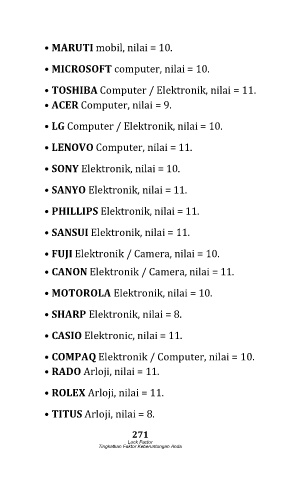 • MARUTI mobil, nilai = 10.
• MICROSOFT computer, nilai = 10.
• TOSHIBA Computer / Elektronik, nilai = 11.
• ACER Computer, nilai = 9.
• LG Computer / Elektronik, nilai = 10.
• LENOVO Computer, nilai = 11.
• SONY Elektronik, nilai = 10.
• SANYO Elektronik, nilai = 11.
• PHILLIPS Elektronik, nilai = 11.
• SANSUI Elektronik, nilai = 11.
• FUJI Elektronik / Camera, nilai = 10.
• CANON Elektronik / Camera, nilai = 11.
• MOTOROLA Elektronik, nilai = 10.
• SHARP Elektronik, nilai = 8.
• CASIO Elektronic, nilai = 11.
• COMPAQ Elektronik / Computer, nilai = 10.
• RADO Arloji, nilai = 11.
• ROLEX Arloji, nilai = 11.
• TITUS Arloji, nilai = 8.
271
Luck Factor
Tingkatkan Faktor Keberuntungan Anda